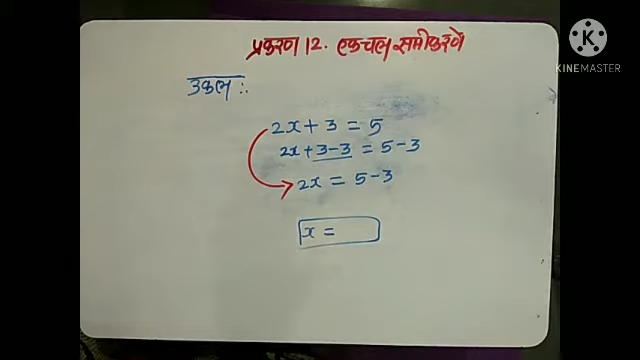 प्रकरण 12. एकचल समीकरणे
KINEMASTER
उकल :.
2x + 3 = 5
2x + 3 - 3 = 5 - 3
2x = 5 - 3
x =